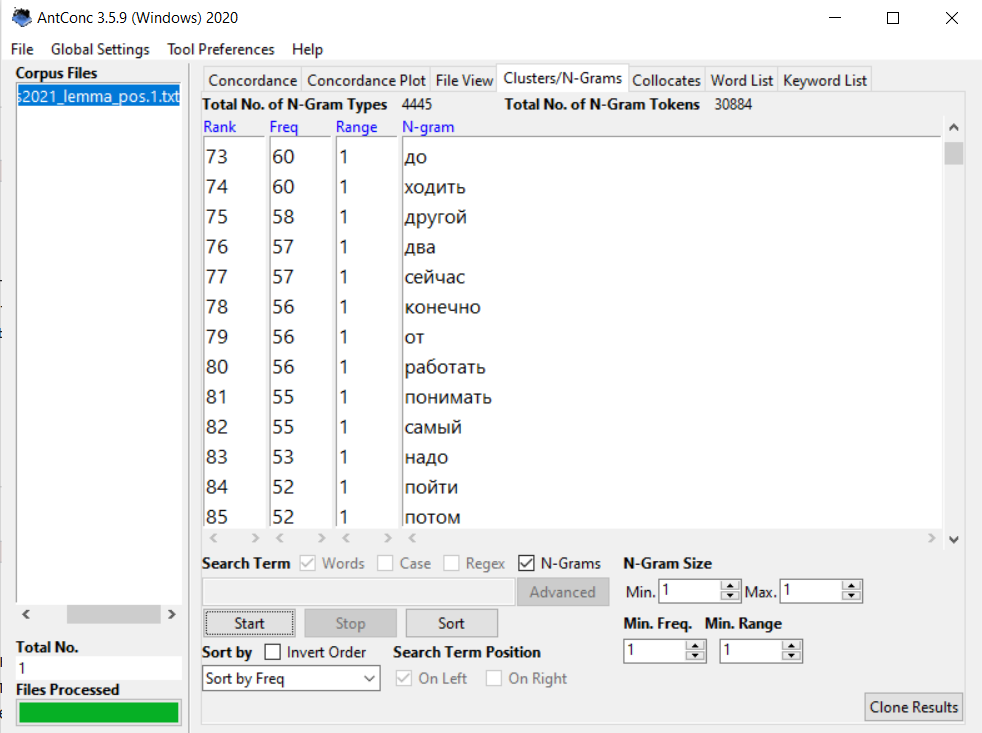 AntConc 3.5.9 (Windows) 2020
File Global Settings Tool Preferences Help
Corpus Files
s2021_lemma_pos.1.txt
Concordance Concordance Plot File View Clusters/N-Grams Collocates Word List Keyword List
Total No. of N-Gram Types 4445 Total No. of N-Gram Tokens 30884
Rank Freq Range N-gram
73 60 1 до
74 60 1 ходить
75 58 1 другой
76 57 1 два
77 57 1 сейчас
78 56 1 конечно
79 56 1 от
80 56 1 работать
81 55 1 понимать
82 55 1 самый
83 53 1 надо
84 52 1 пойти
85 52 1 потом
Search Term Words Case Regex N-Grams N-Gram Size
Advanced Min. 1 Max. 1
Start Stop Sort Min. Freq. Min. Range
1 1
Sort by Invert Order Search Term Position
Sort by Freq On Left On Right
Total No.
1
Files Processed
Clone Results